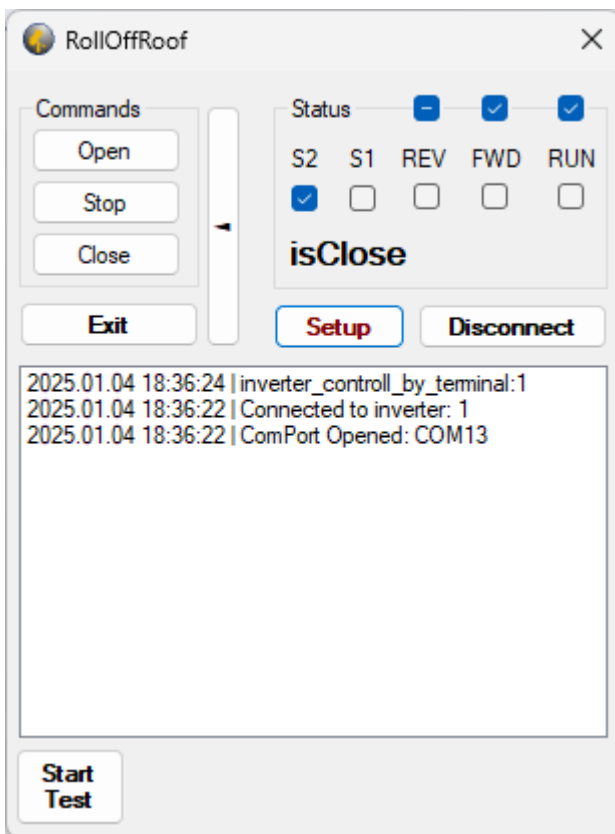 RollOffRoof
Commands
Open
Stop
Close
Exit
Status
S2 S1 REV FWD RUN
isClose
Setup
Disconnect
2025.01.04 18:36:24 | inverter_controll_by_terminal:1
2025.01.04 18:36:22 | Connected to inverter: 1
2025.01.04 18:36:22 | ComPort Opened: COM13
Start
Test